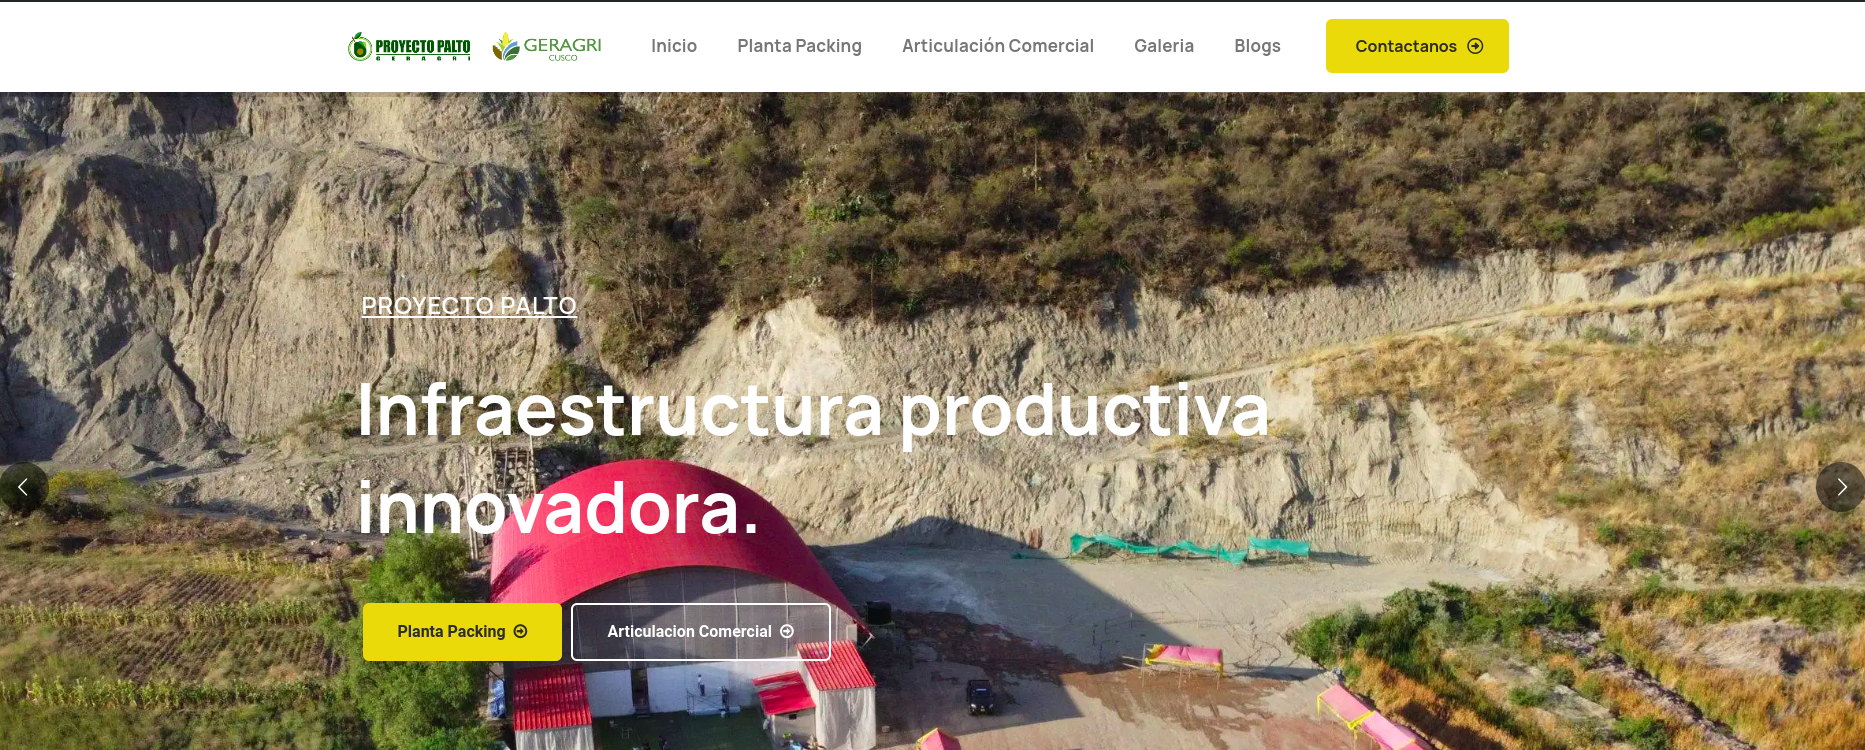 PROYECTO PALTO
GERAGRI
GERAGRI
CUSCO
Inicio
Planta Packing
Articulación Comercial
Galeria
Blogs
Contactanos
PROYECTO PALTO
Infraestructura productiva
innovadora.
Planta Packing
Articulacion Comercial